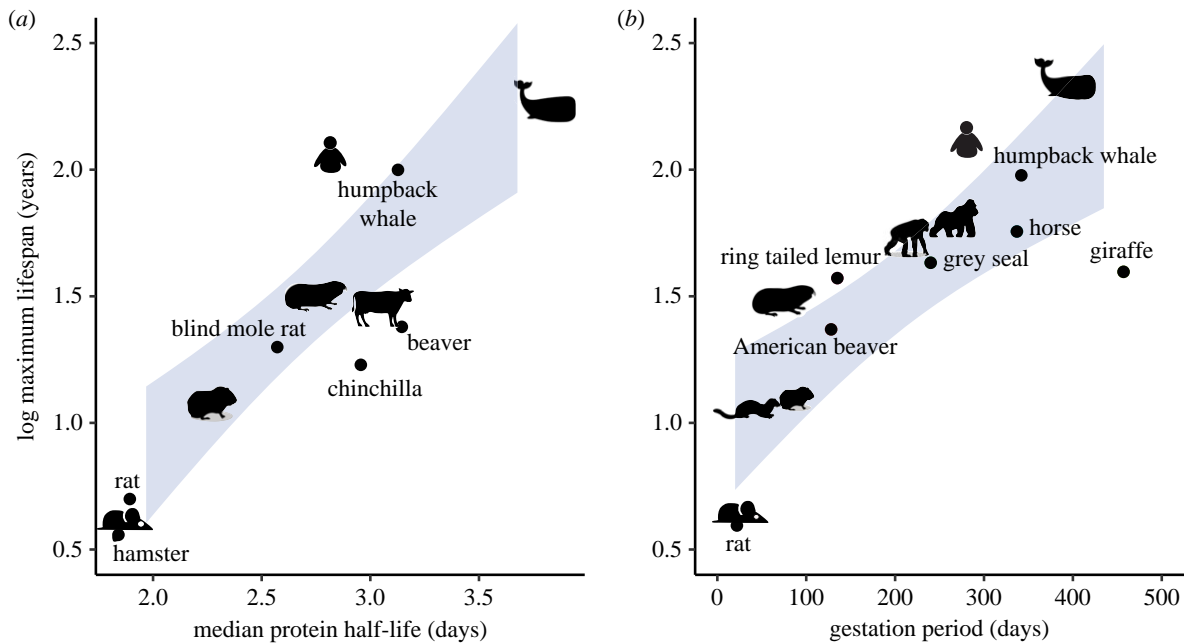 (a)
2.5
2.0
1.5
1.0
0.5
log maximum lifespan (years)
humpback
whale
blind mole rat
beaver
chinchilla
rat
hamster
2.0 2.5 3.0 3.5
median protein half-life (days)
(b)
2.5
2.0
1.5
1.0
0.5
humpback whale
horse
ring tailed lemur
grey seal
giraffe
American beaver
rat
0 100 200 300 400 500
gestation period (days)